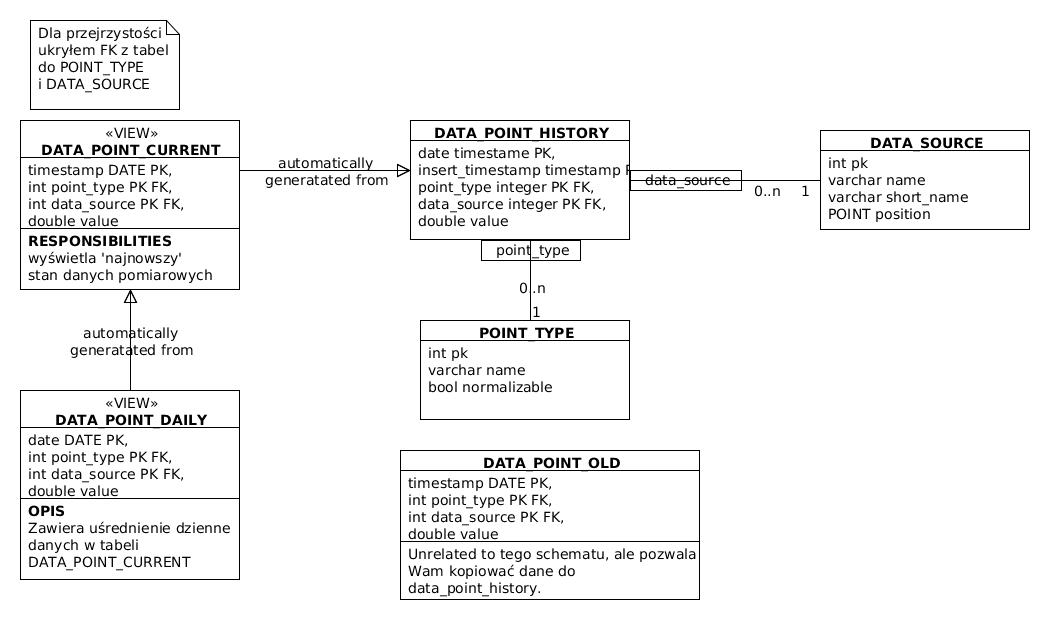 Dla przejrzystości
ukryłem FK z tabel
do POINT_TYPE
i DATA_SOURCE
«VIEW»
DATA_POINT_CURRENT
timestamp DATE PK,
int point_type PK FK,
int data_source PK FK,
double value
RESPONSIBILITIES
wyświetla 'najnowszy'
stan danych pomiarowych
automatically
generatated from
DATA_POINT_HISTORY
date timestame PK,
insert_timestamp timestamp
point_type integer PK FK,
data_source integer PK FK,
double value
data_source
0..n
1
DATA_SOURCE
int pk
varchar name
varchar short_name
POINT position
point_type
0..n
1
POINT_TYPE
int pk
varchar name
bool normalizable
automatically
generatated from
«VIEW»
DATA_POINT_DAILY
date DATE PK,
int point_type PK FK,
int data_source PK FK,
double value
OPIS
Zawiera uśrednienie dzienne
danych w tabeli
DATA_POINT_CURRENT
DATA_POINT_OLD
timestamp DATE PK,
int point_type PK FK,
int data_source PK FK,
double value
Unrelated to tego schematu, ale pozwala
Wam kopiować dane do
data_point_history.